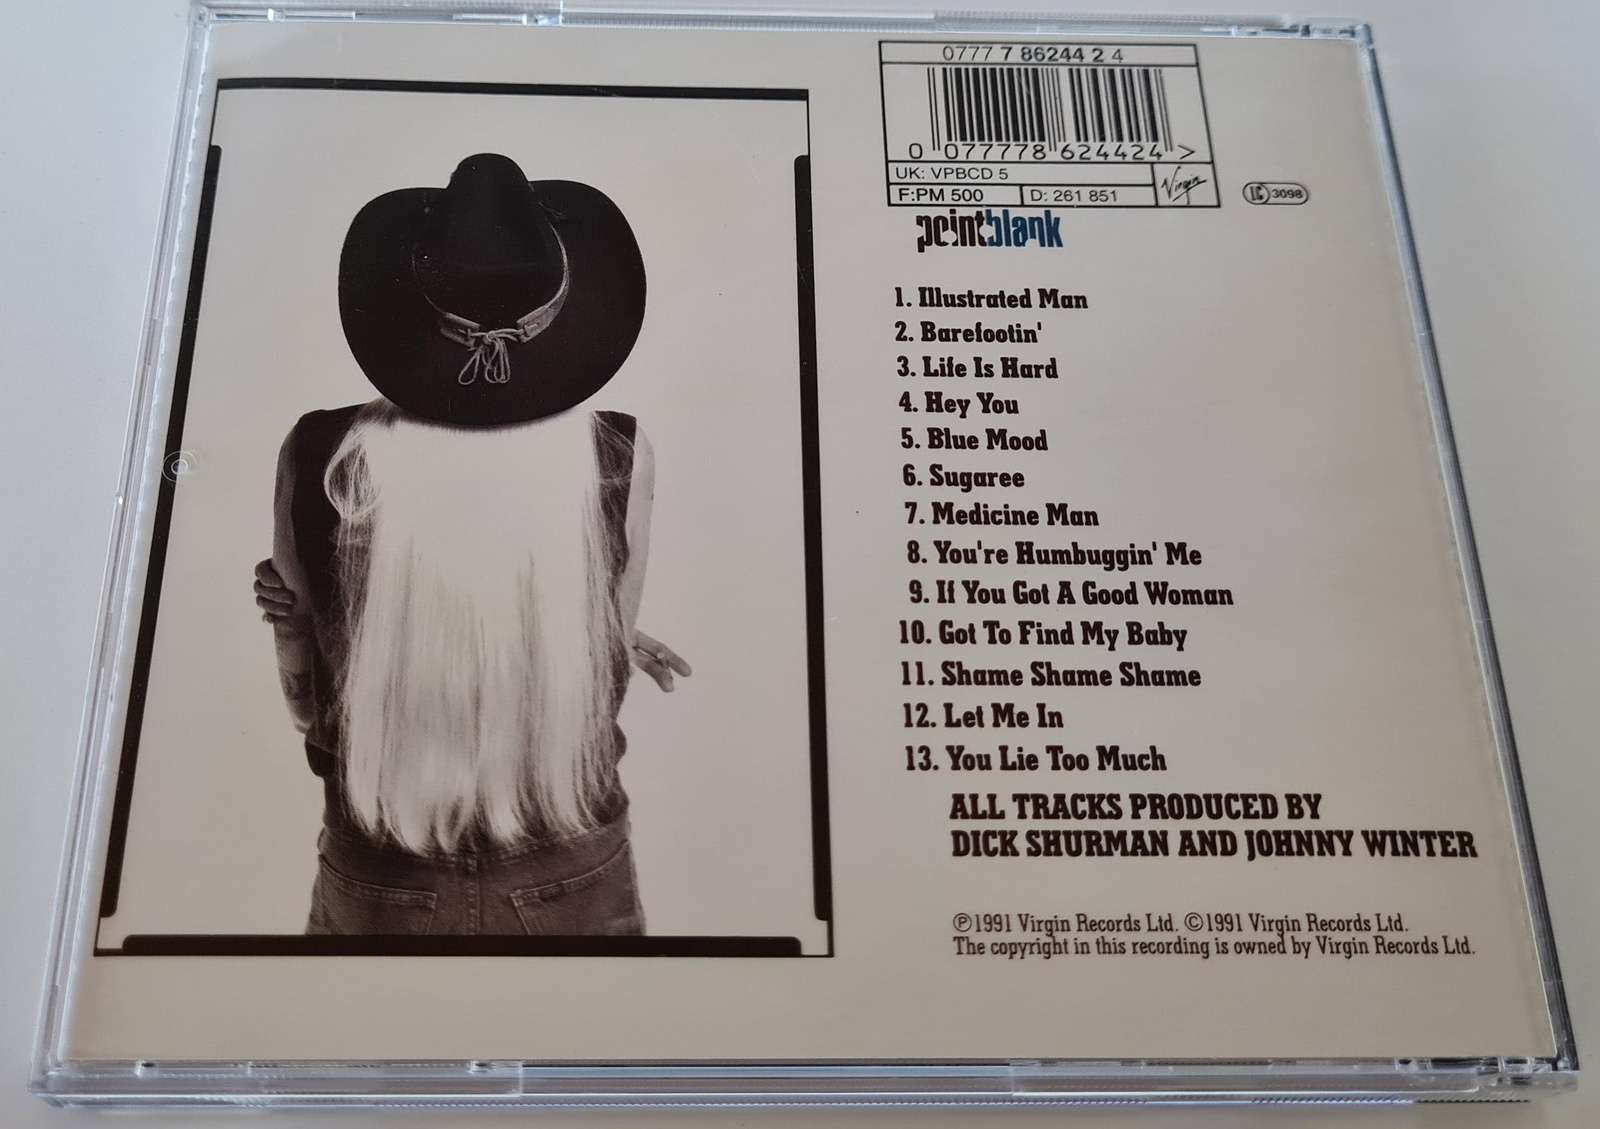 0777 7 86244 2 4
0 077778 624424 >
UK: VPBCD 5
F:PM 500
D: 261 851
Virgin
LC 3098
pointblank
1. Illustrated Man
2. Barefootin'
3. Life Is Hard
4. Hey You
5. Blue Mood
6. Sugaree
7. Medicine Man
8. You're Humbuggin' Me
9. If You Got A Good Woman
10. Got To Find My Baby
11. Shame Shame Shame
12. Let Me In
13. You Lie Too Much
ALL TRACKS PRODUCED BY
DICK SHURMAN AND JOHNNY WINTER
℗1991 Virgin Records Ltd. ©1991 Virgin Records Ltd.
The copyright in this recording is owned by Virgin Records Ltd.